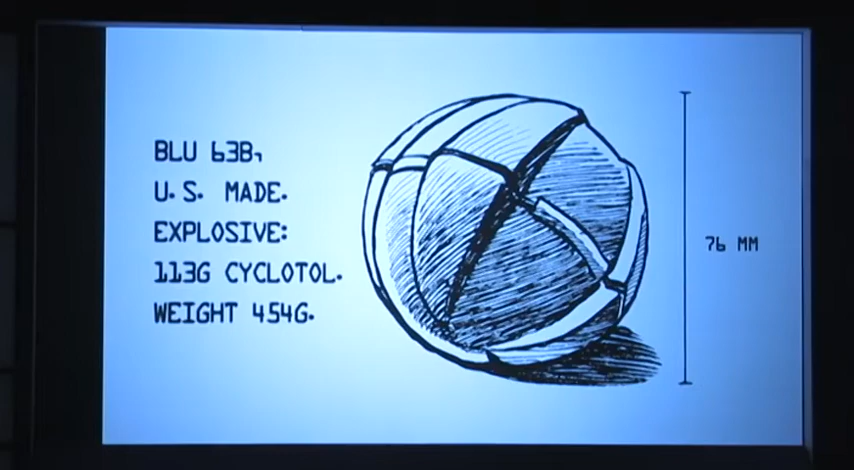 BLU 63B,
U.S. MADE.
EXPLOSIVE:
113G CYCLOTOL.
WEIGHT 454G.
76 MM